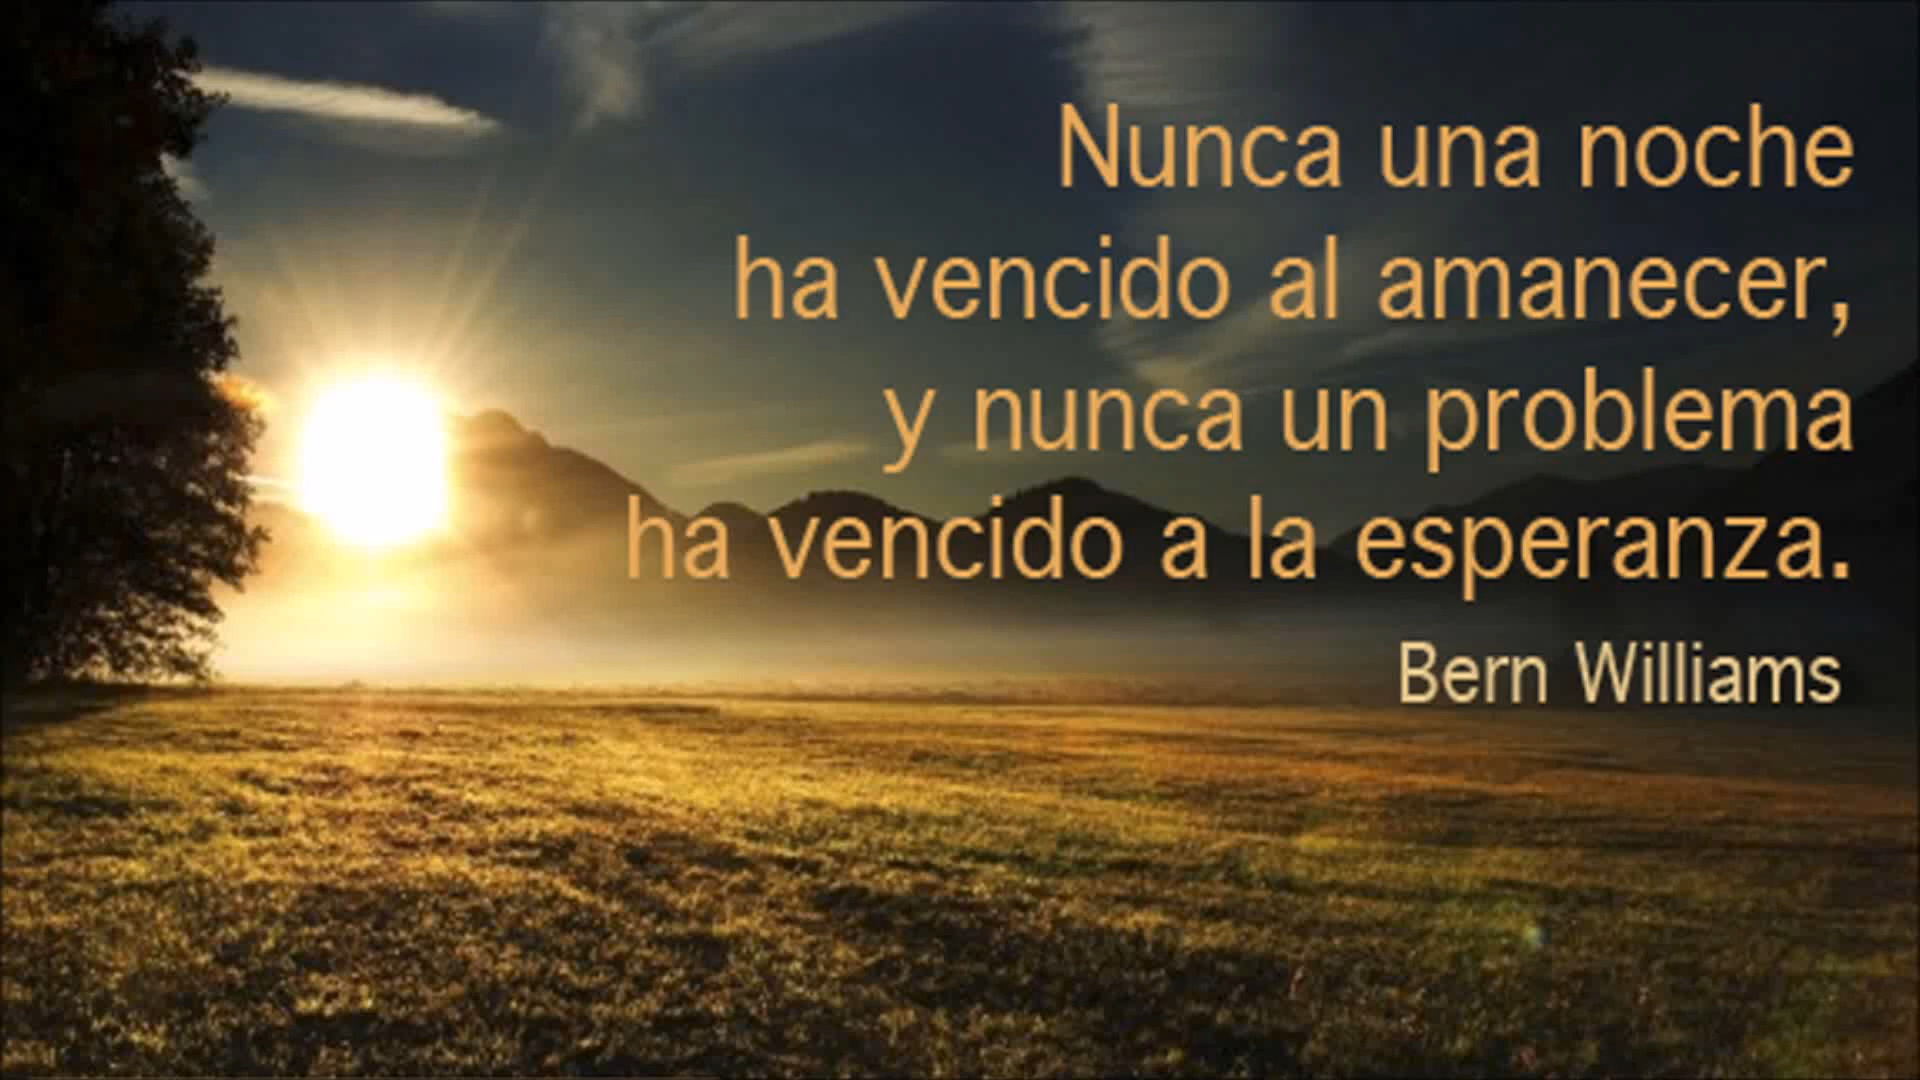 Nunca una noche
ha vencido al amanecer,
y nunca un problema
ha vencido a la esperanza.
Bern Williams